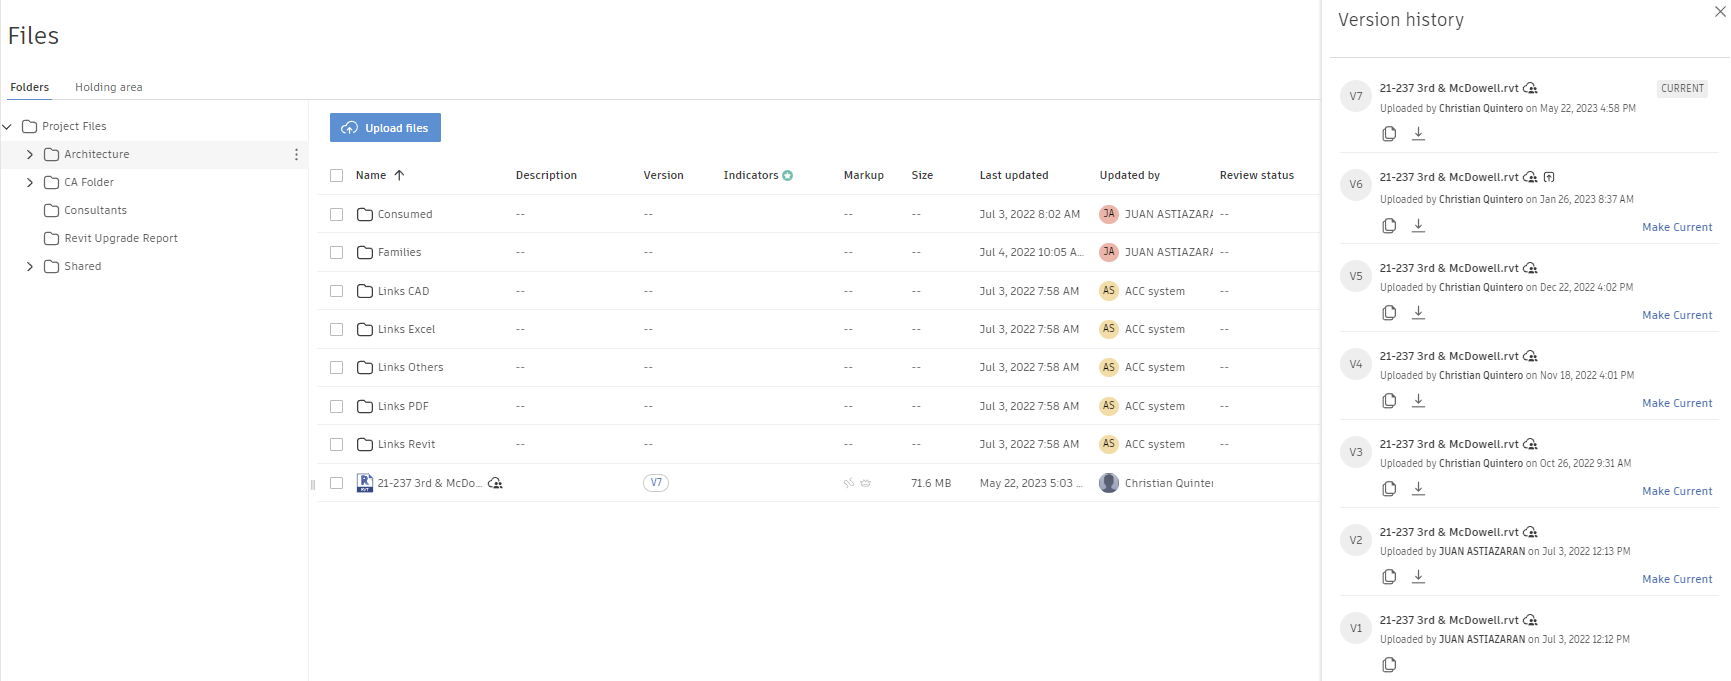 Files
Folders Holding area
Project Files
Architecture
CA Folder
Consultants
Revit Upgrade Report
Shared
Upload files
Name Description Version Indicators Markup Size Last updated Updated by Review status
Consumed -- -- -- -- Jul 3, 2022 8:02 AM JA JUAN ASTIAZARA --
Families -- -- -- -- Jul 4, 2022 10:05 A... JA JUAN ASTIAZARA --
Links CAD -- -- -- -- Jul 3, 2022 7:58 AM AS ACC system --
Links Excel -- -- -- -- Jul 3, 2022 7:58 AM AS ACC system --
Links Others -- -- -- -- Jul 3, 2022 7:58 AM AS ACC system --
Links PDF -- -- -- -- Jul 3, 2022 7:58 AM AS ACC system --
Links Revit -- -- -- -- Jul 3, 2022 7:58 AM AS ACC system --
R RVT 21-237 3rd & McDo... V7 71.6 MB May 22, 2023 5:03 ... Christian Quinter
Version history
V7 21-237 3rd & McDowell.rvt CURRENT
Uploaded by Christian Quintero on May 22, 2023 4:58 PM
V6 21-237 3rd & McDowell.rvt
Uploaded by Christian Quintero on Jan 26, 2023 8:37 AM
Make Current
V5 21-237 3rd & McDowell.rvt
Uploaded by Christian Quintero on Dec 22, 2022 4:02 PM
Make Current
V4 21-237 3rd & McDowell.rvt
Uploaded by Christian Quintero on Nov 18, 2022 4:01 PM
Make Current
V3 21-237 3rd & McDowell.rvt
Uploaded by Christian Quintero on Oct 26, 2022 9:31 AM
Make Current
V2 21-237 3rd & McDowell.rvt
Uploaded by JUAN ASTIAZARAN on Jul 3, 2022 12:13 PM
Make Current
V1 21-237 3rd & McDowell.rvt
Uploaded by JUAN ASTIAZARAN on Jul 3, 2022 12:12 PM